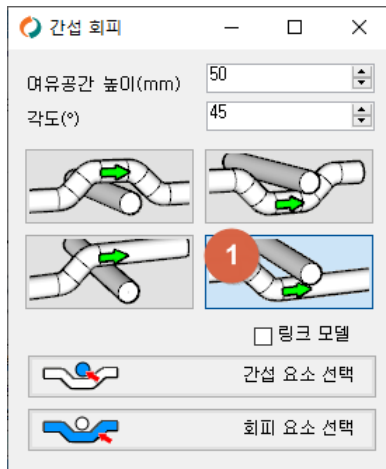 간섭 회피
여유공간 높이(mm) 50
각도(°) 45
1
링크 모델
간섭 요소 선택
회피 요소 선택